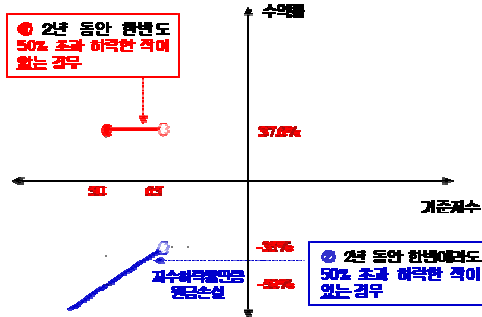 수익률
① 2년 동안 한번도
50% 초과 하락한 적이
없는 경우
37.6%
50
65
기준지수
-35%
-50%
지수하락률만큼
원금손실
② 2년 동안 한번이라도
50% 초과 하락한 적이
있는 경우